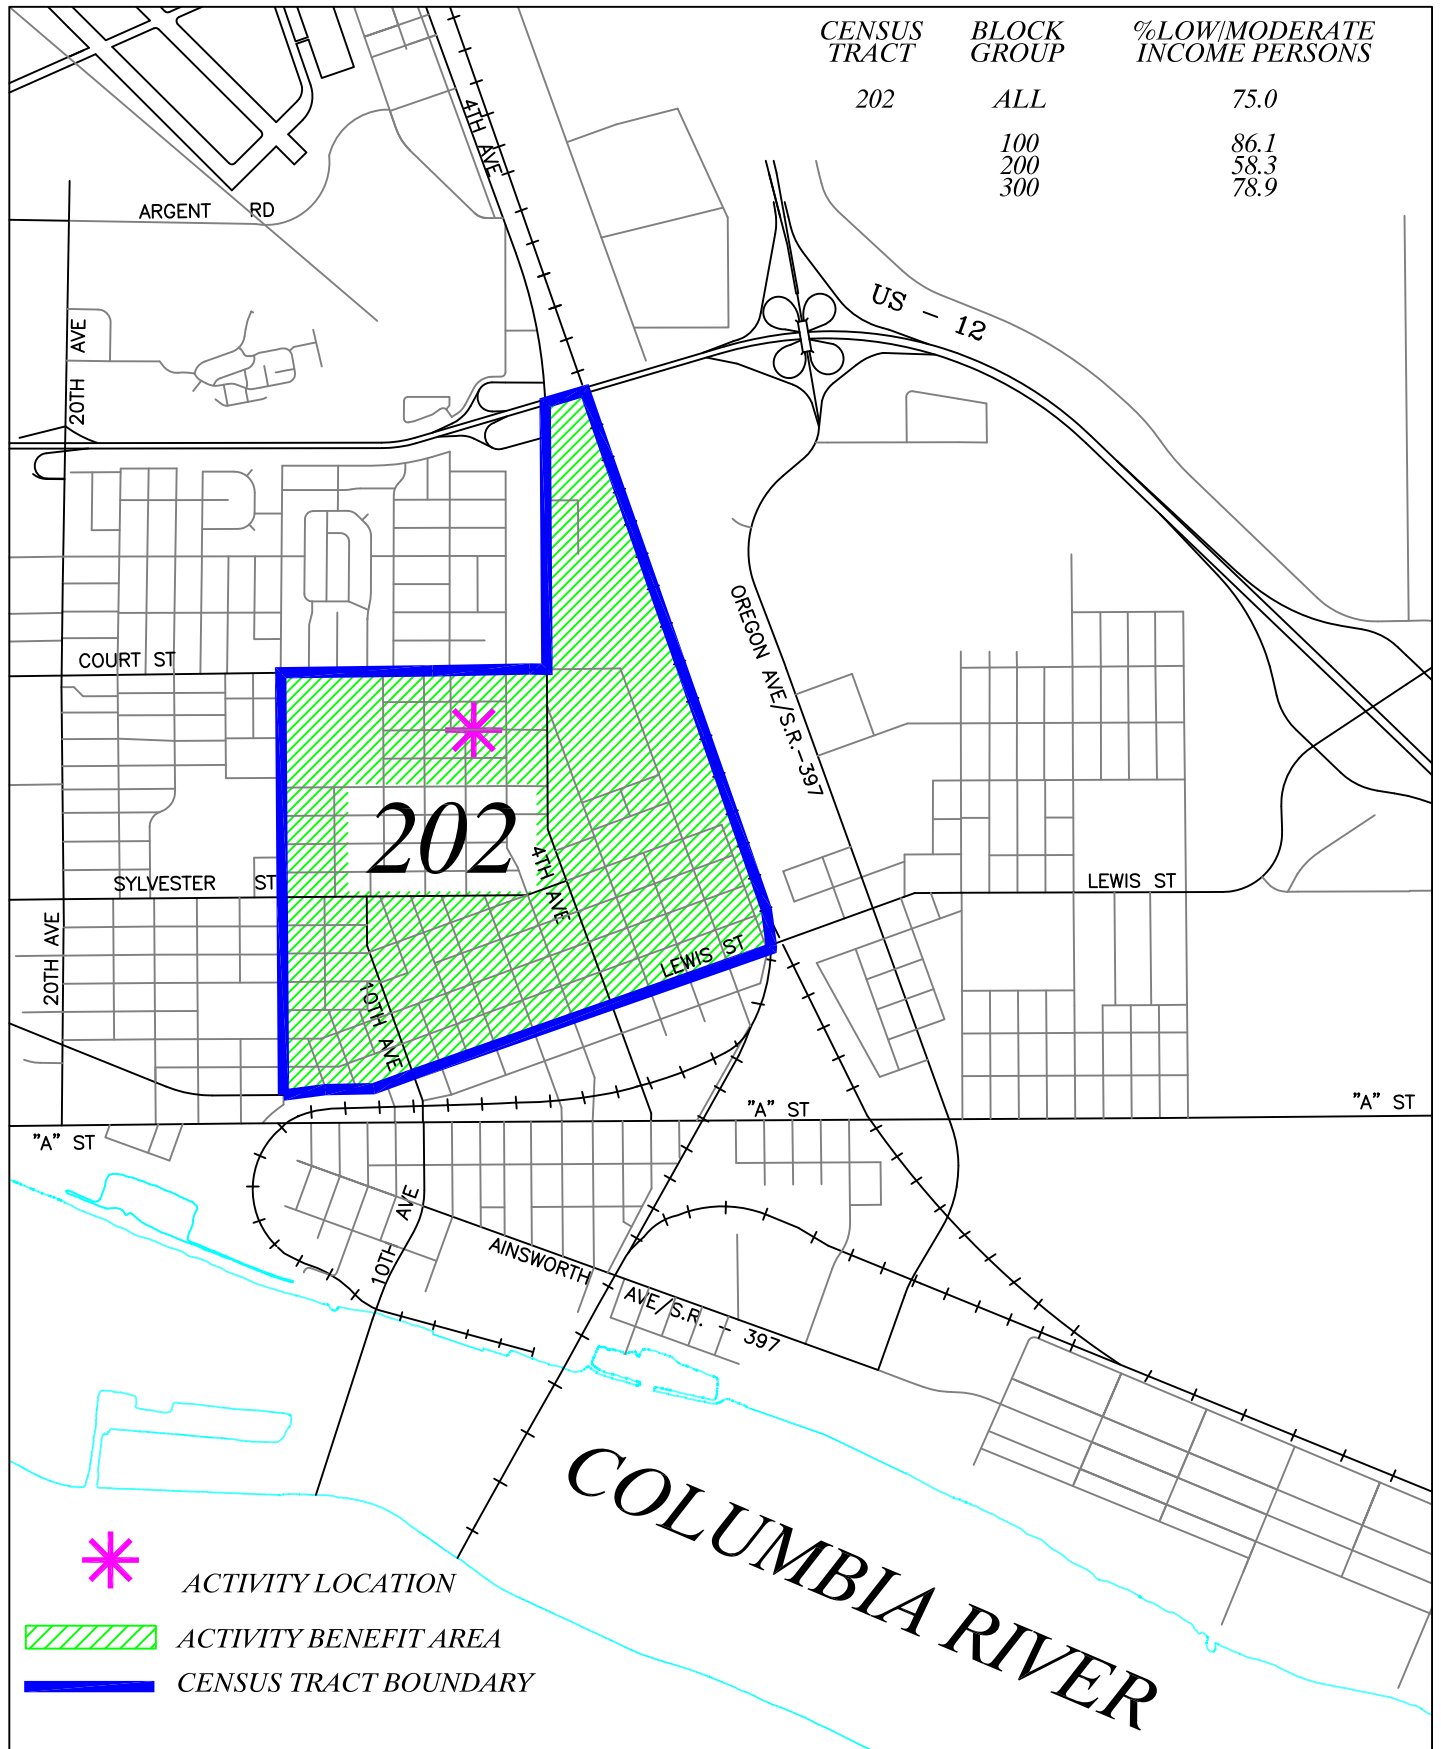 CENSUS TRACT BLOCK GROUP %LOW/MODERATE INCOME PERSONS
202 ALL 75.0
100 86.1
200 58.3
300 78.9
4TH AVE
ARGENT RD
US - 12
20TH AVE
OREGON AVE/S.R.-397
COURT ST
202
4TH AVE
SYLVESTER ST
LEWIS ST
20TH AVE
LEWIS ST
10TH AVE
"A" ST
"A" ST
"A" ST
10TH AVE
AINSWORTH AVE/S.R. - 397
COLUMBIA RIVER
ACTIVITY LOCATION
ACTIVITY BENEFIT AREA
CENSUS TRACT BOUNDARY